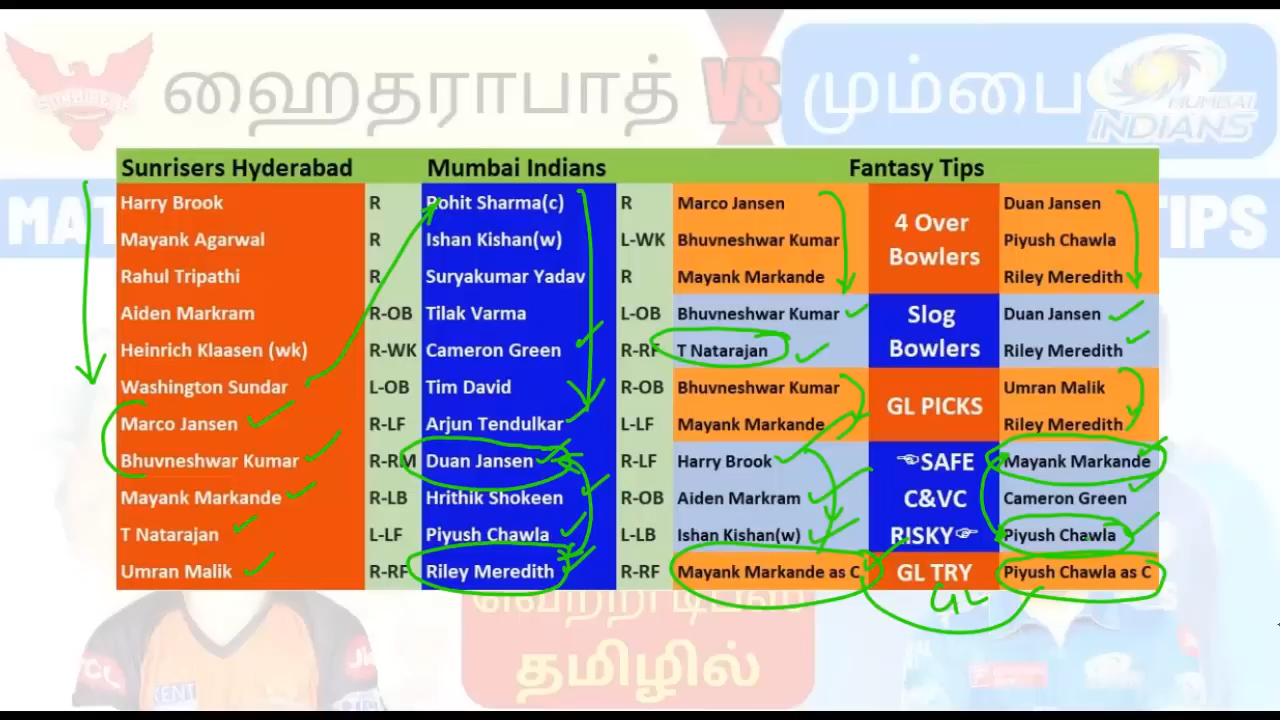 SUNRISERS
ஹைதராபாத் VS மும்பை
MUMBAI INDIANS
Sunrisers Hyderabad Mumbai Indians Fantasy Tips
MAT TIPS
Harry Brook R Rohit Sharma(c) R Marco Jansen 4 Over Bowlers Duan Jansen
Mayank Agarwal R Ishan Kishan(w) L-WK Bhuvneshwar Kumar Piyush Chawla
Rahul Tripathi R Suryakumar Yadav R Mayank Markande Riley Meredith
Aiden Markram R-OB Tilak Varma L-OB Bhuvneshwar Kumar Slog Bowlers Duan Jansen
Heinrich Klaasen (wk) R-WK Cameron Green R-RF T Natarajan Riley Meredith
Washington Sundar L-OB Tim David R-OB Bhuvneshwar Kumar GL PICKS Umran Malik
Marco Jansen R-LF Arjun Tendulkar L-LF Mayank Markande Riley Meredith
Bhuvneshwar Kumar R-RM Duan Jansen R-LF Harry Brook ☜SAFE Mayank Markande
Mayank Markande R-LB Hrithik Shokeen R-OB Aiden Markram C&VC Cameron Green
T Natarajan L-LF Piyush Chawla L-LB Ishan Kishan(w) RISKY☞ Piyush Chawla
Umran Malik R-RF Riley Meredith R-RF Mayank Markande as C GL TRY Piyush Chawla as C
GL
வெற்றி டிப்ஸ்
தமிழில்